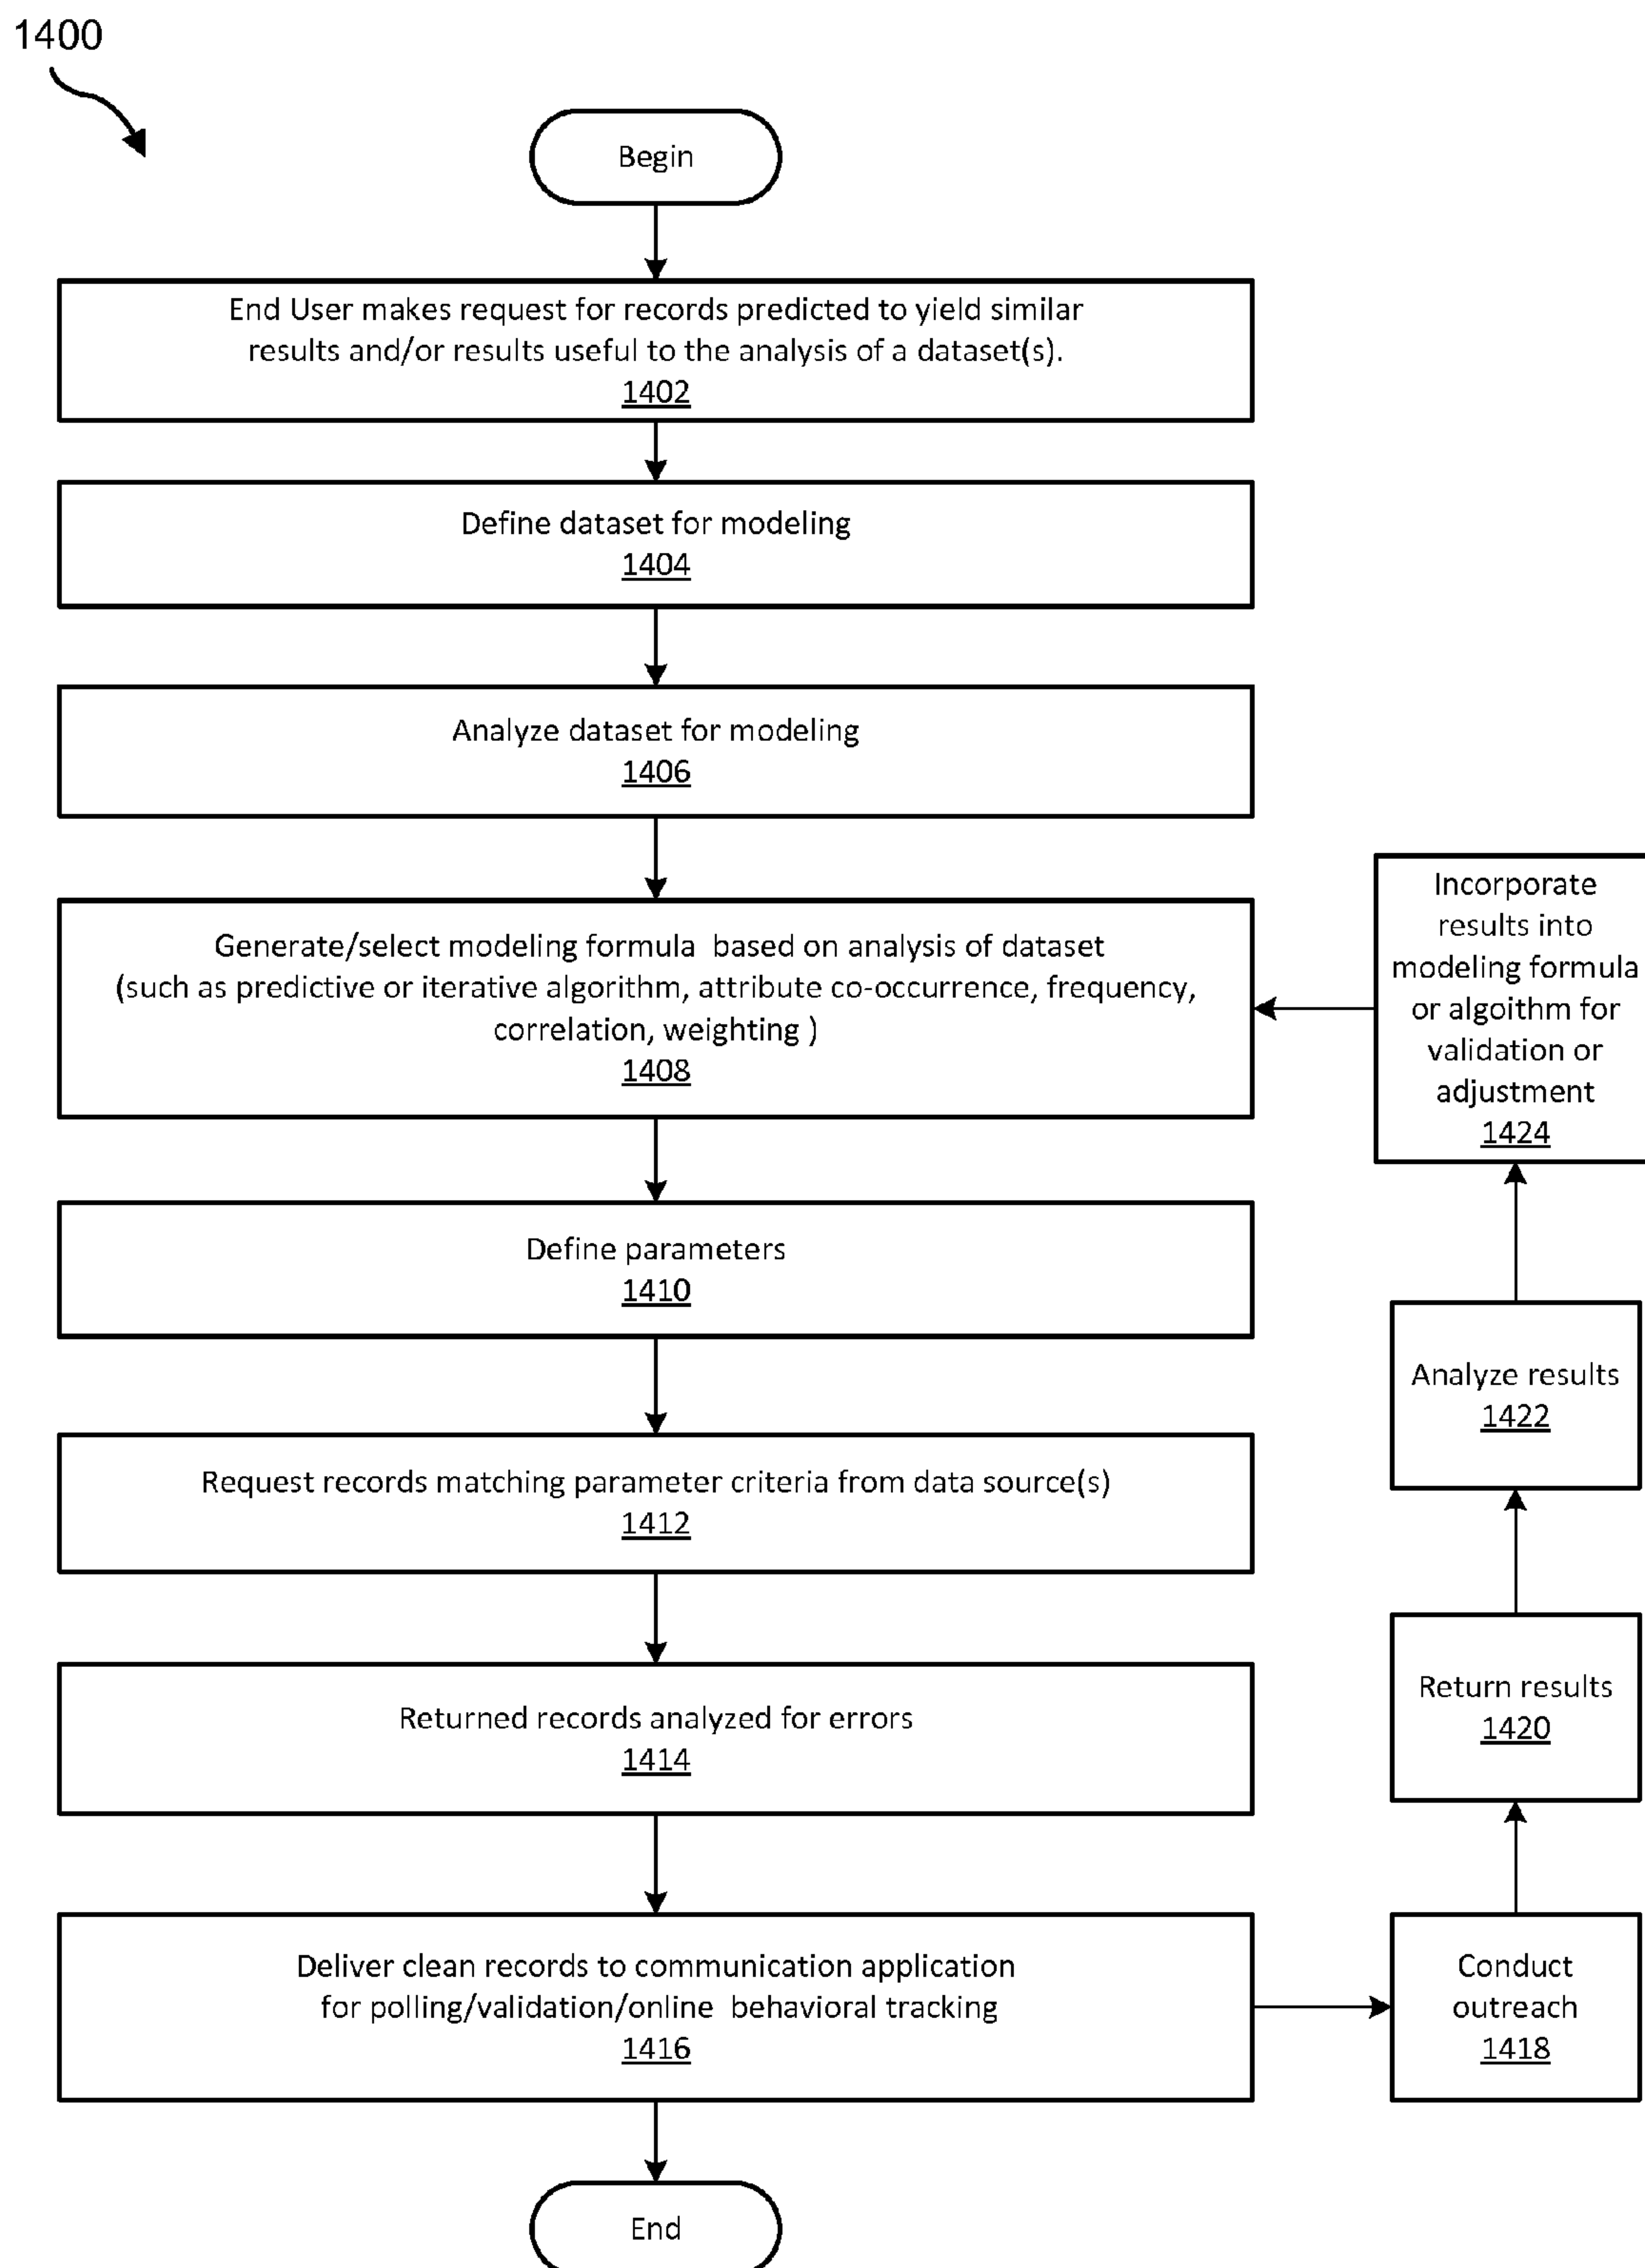 1400
Begin
End User makes request for records predicted to yield similar
results and/or results useful to the analysis of a dataset(s).
1402
Define dataset for modeling
1404
Analyze dataset for modeling
1406
Generate/select modeling formula based on analysis of dataset
(such as predictive or iterative algorithm, attribute co-occurrence, frequency,
correlation, weighting )
1408
Define parameters
1410
Request records matching parameter criteria from data source(s)
1412
Returned records analyzed for errors
1414
Deliver clean records to communication application
for polling/validation/online behavioral tracking
1416
Conduct
outreach
1418
Return results
1420
Analyze results
1422
Incorporate
results into
modeling formula
or algoithm for
validation or
adjustment
1424
End